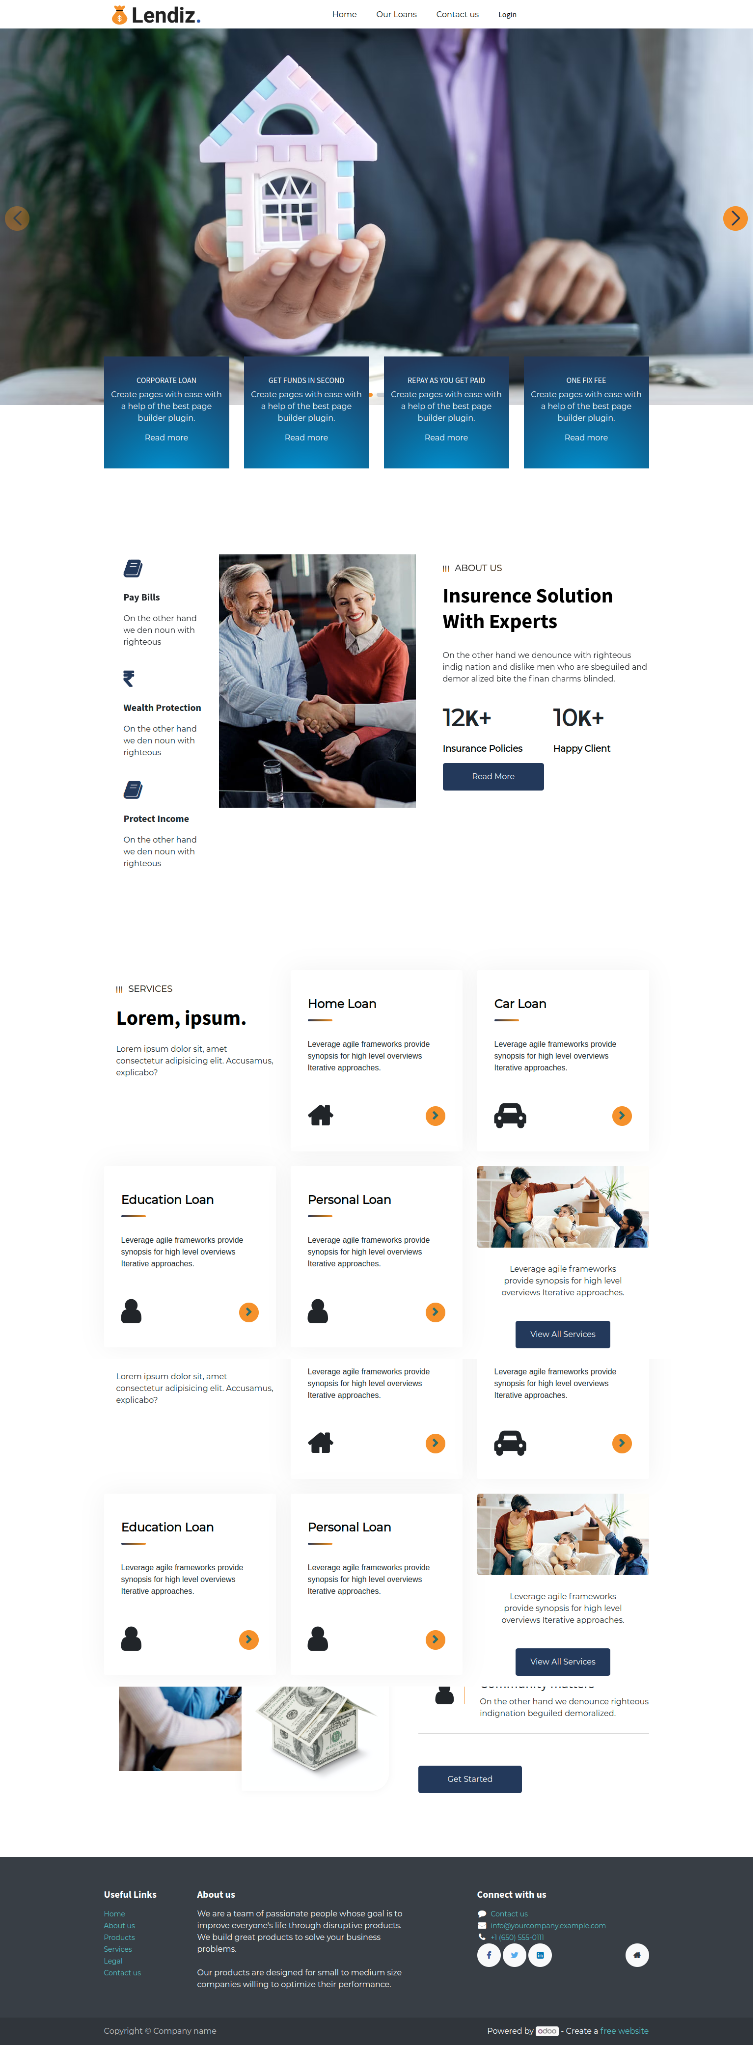 Lendiz.
Home Our Loans Contact us Login
CORPORATE LOAN
Create pages with ease with
a help of the best page
builder plugin.
Read more
GET FUNDS IN SECOND
Create pages with ease with
a help of the best page
builder plugin.
Read more
REPAY AS YOU GET PAID
Create pages with ease with
a help of the best page
builder plugin.
Read more
ONE FIX FEE
Create pages with ease with
a help of the best page
builder plugin.
Read more
Pay Bills
On the other hand
we den noun with
righteous
Wealth Protection
On the other hand
we den noun with
righteous
Protect Income
On the other hand
we den noun with
righteous
!!! ABOUT US
Insurence Solution
With Experts
On the other hand we denounce with righteous
indig nation and dislike men who are sbeguiled and
demor alized bite the finan charms blinded.
12K+
Insurance Policies
10K+
Happy Client
Read More
!!! SERVICES
Lorem, ipsum.
Lorem ipsum dolor sit, amet
consectetur adipisicing elit. Accusamus,
explicabo?
Home Loan
Leverage agile frameworks provide
synopsis for high level overviews
Iterative approaches.
Car Loan
Leverage agile frameworks provide
synopsis for high level overviews
Iterative approaches.
Education Loan
Leverage agile frameworks provide
synopsis for high level overviews
Iterative approaches.
Personal Loan
Leverage agile frameworks provide
synopsis for high level overviews
Iterative approaches.
Leverage agile frameworks
provide synopsis for high level
overviews Iterative approaches.
View All Services
Lorem ipsum dolor sit, amet
consectetur adipisicing elit. Accusamus,
explicabo?
Leverage agile frameworks provide
synopsis for high level overviews
Iterative approaches.
Leverage agile frameworks provide
synopsis for high level overviews
Iterative approaches.
Education Loan
Leverage agile frameworks provide
synopsis for high level overviews
Iterative approaches.
Personal Loan
Leverage agile frameworks provide
synopsis for high level overviews
Iterative approaches.
Leverage agile frameworks
provide synopsis for high level
overviews Iterative approaches.
View All Services
Community Matters
On the other hand we denounce righteous
indignation beguiled demoralized.
Get Started
Useful Links
Home
About us
Products
Services
Legal
Contact us
About us
We are a team of passionate people whose goal is to
improve everyone's life through disruptive products.
We build great products to solve your business
problems.
Our products are designed for small to medium size
companies willing to optimize their performance.
Connect with us
Contact us
info@yourcompany.example.com
+1 (650) 555-0111
Copyright © Company name
Powered by odoo - Create a free website